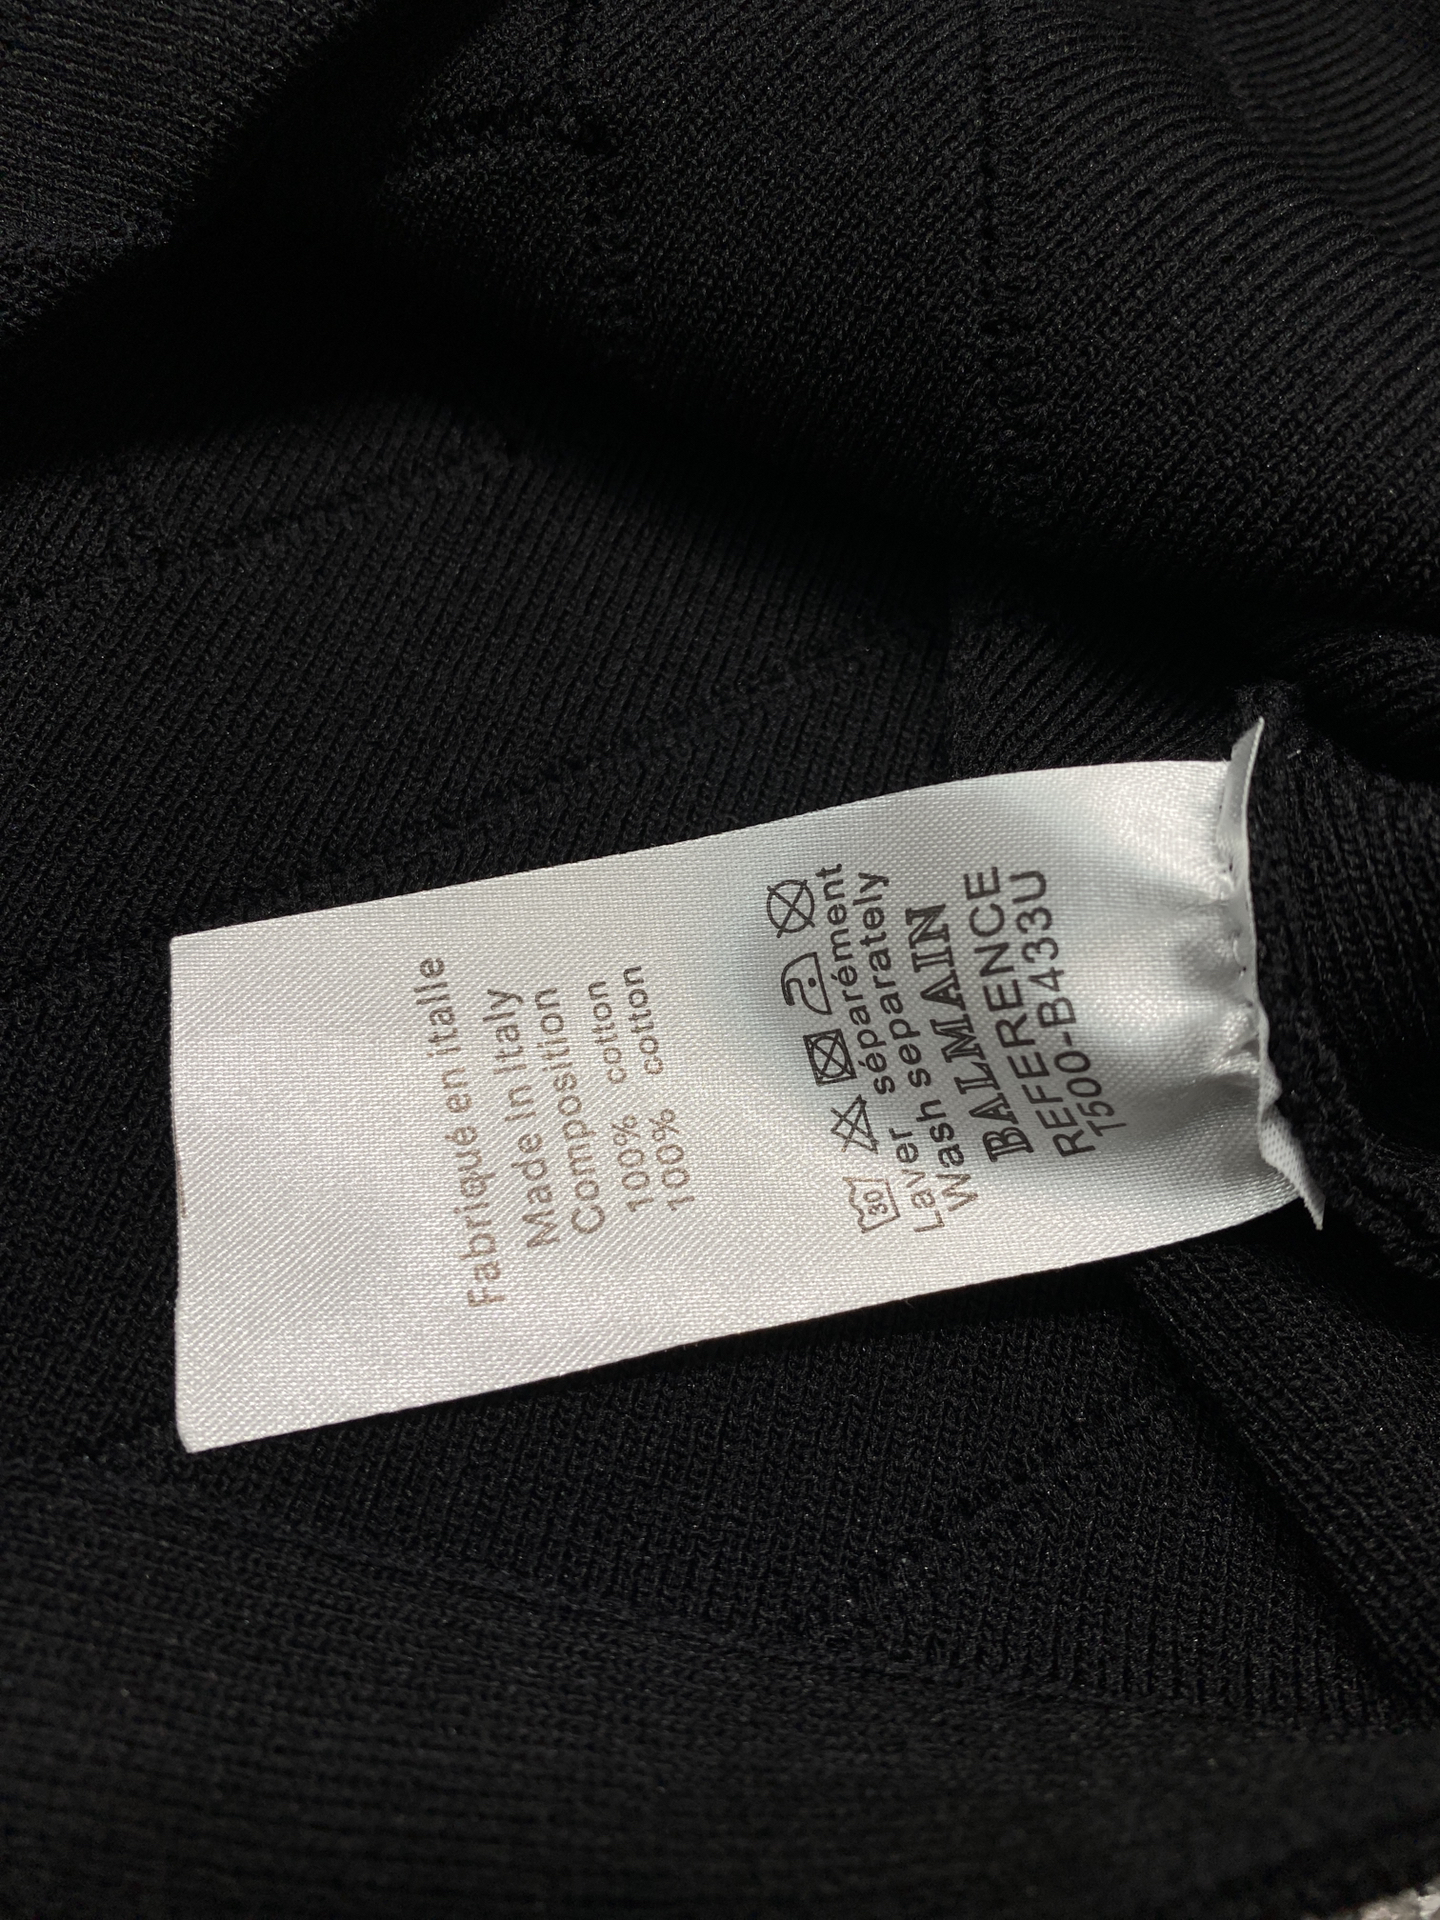 Fabriqué en italie
Made In Italy
Composition
100% cotton
100% cotton
30
Laver séparément
Wash separately
BALMAIN
REFERENCE
T500-B433U